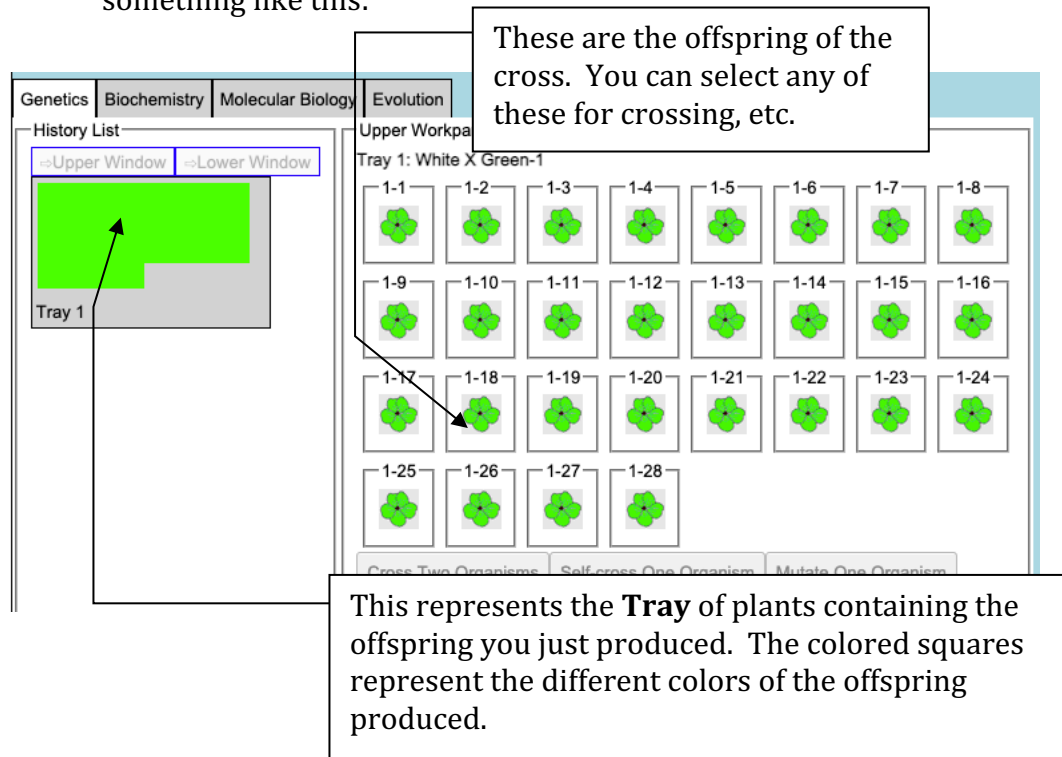 something like this:
These are the offspring of the
cross. You can select any of
these for crossing, etc.
Genetics Biochemistry Molecular Biology Evolution
History List
⇨Upper Window ⇨Lower Window
Tray 1
Upper Workpa
Tray 1: White X Green-1
1-1 1-2 1-3 1-4 1-5 1-6 1-7 1-8
1-9 1-10 1-11 1-12 1-13 1-14 1-15 1-16
1-17 1-18 1-19 1-20 1-21 1-22 1-23 1-24
1-25 1-26 1-27 1-28
Cross Two Organisms Self-cross One Organism Mutate One Organism
This represents the Tray of plants containing the
offspring you just produced. The colored squares
represent the different colors of the offspring
produced.